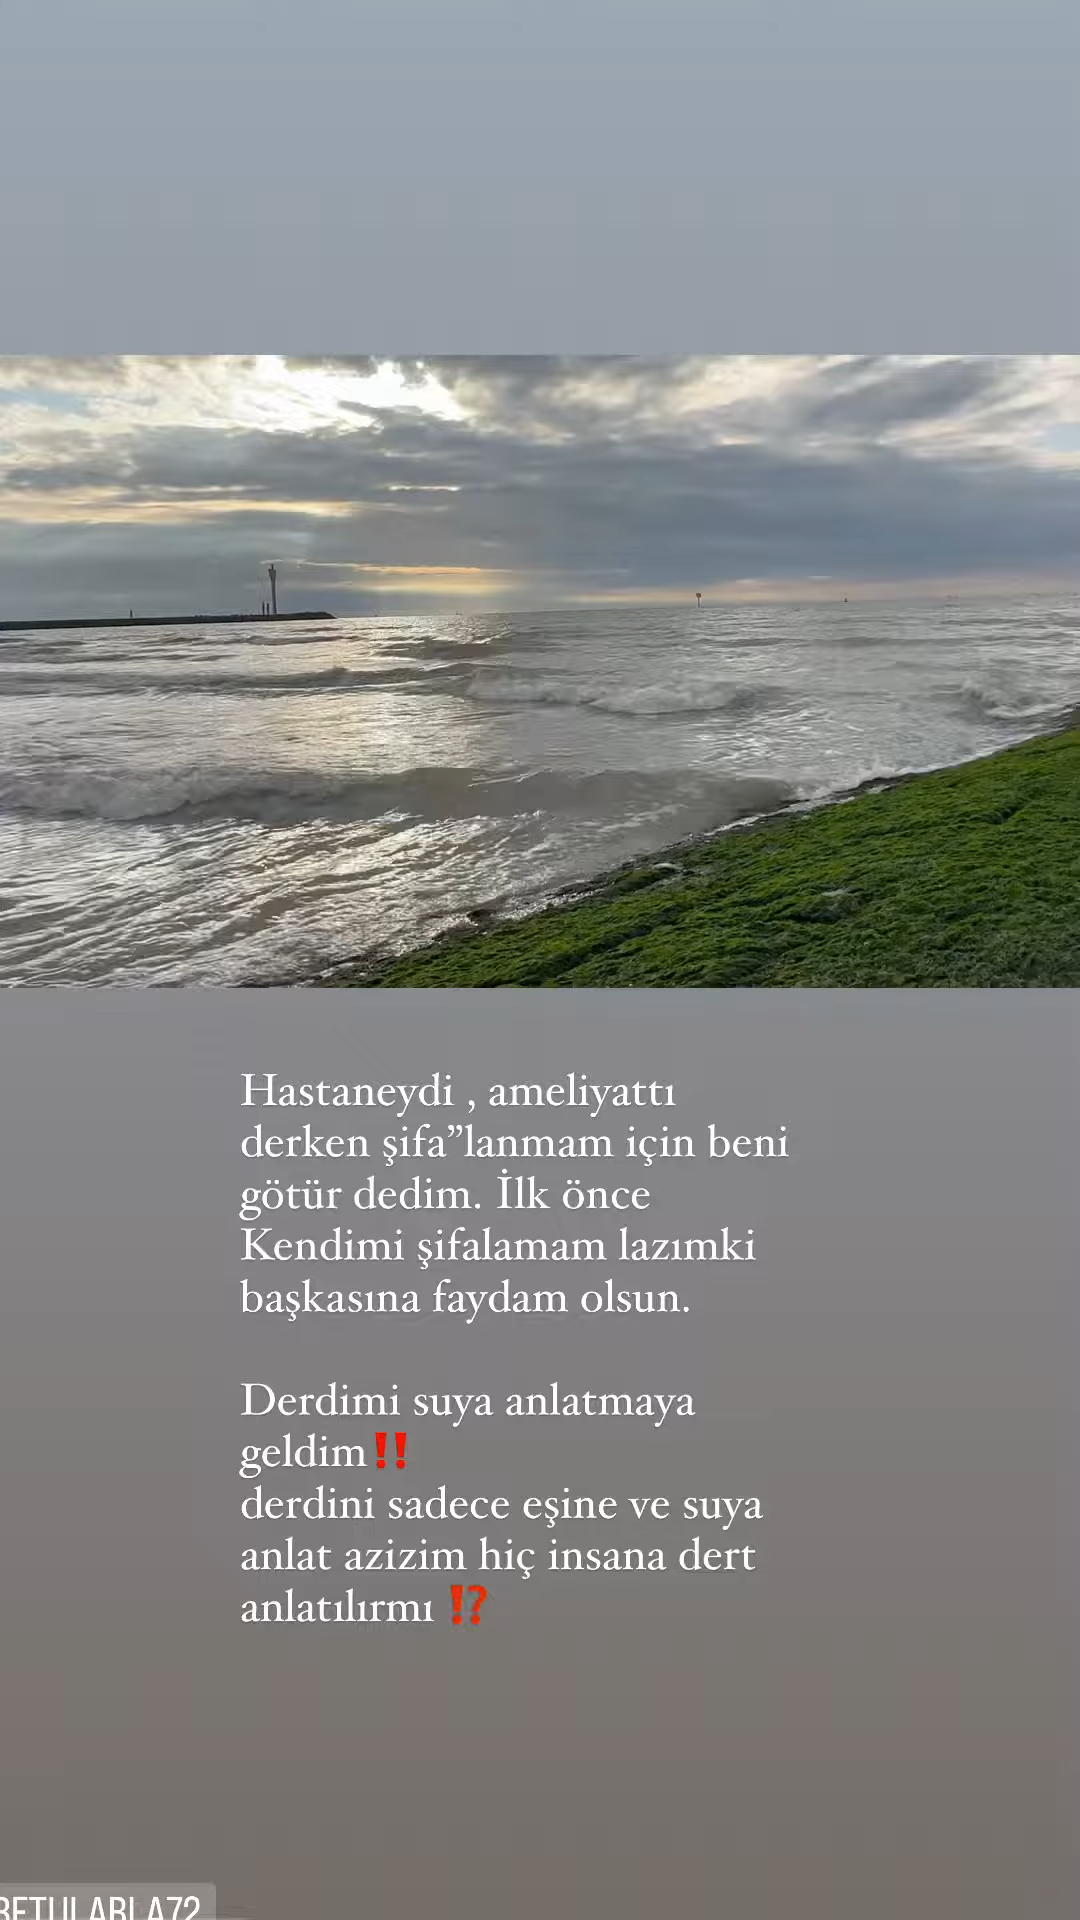 Hastaneydi , ameliyattı
derken şifa”lanmam için beni
götür dedim. İlk önce
Kendimi şifalamam lazımki
başkasına faydam olsun.
Derdimi suya anlatmaya
geldim‼️
derdini sadece eşine ve suya
anlat azizim hiç insana dert
anlatılırmı ⁉️
BETULABLA72